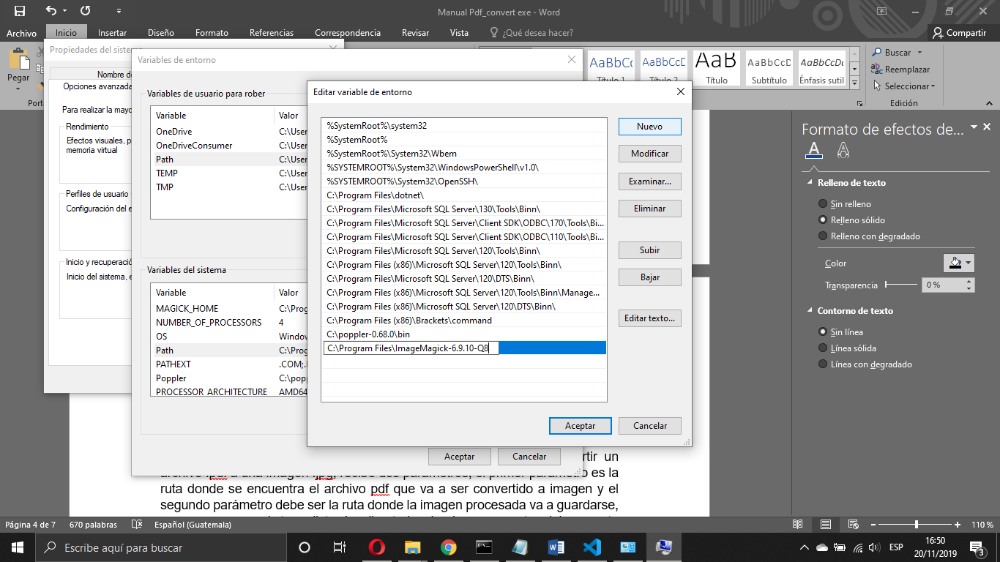 Manual Pdf_convert exe - Word
Archivo Inicio Insertar Diseño Formato Referencias Correspondencia Revisar Vista ¿Qué desea hacer? Compartir
Pegar
AaBbCc AaBbCcD AaB AaBbCcD AaBbCcDc
Título 1 Título 2 Título Subtítulo Énfasis sutil
Buscar
Reemplazar
Seleccionar
Edición
Propiedades del siste
Nombre de
Opciones avanzada
Para realizar la mayo
Rendimiento
Efectos visuales, p
memoria virtual
Perfiles de usuario
Configuración del e
Inicio y recuperació
Inicio del sistema, e
Variables de entorno
Variables de usuario para rober
Variable Valor
OneDrive C:\User
OneDriveConsumer C:\User
Path C:\User
TEMP C:\User
TMP C:\User
Variables del sistema
Variable Valor
MAGICK_HOME C:\Prog
NUMBER_OF_PROCESSORS 4
OS Window
Path C:\Prog
PATHEXT .COM;.
Poppler C:\popp
PROCESSOR_ARCHITECTURE AMD64
Aceptar Cancelar
Editar variable de entorno
%SystemRoot%\system32
%SystemRoot%
%SystemRoot%\System32\Wbem
%SYSTEMROOT%\System32\WindowsPowerShell\v1.0\
%SYSTEMROOT%\System32\OpenSSH\
C:\Program Files\dotnet\
C:\Program Files\Microsoft SQL Server\130\Tools\Binn\
C:\Program Files\Microsoft SQL Server\Client SDK\ODBC\170\Tools\Bi...
C:\Program Files\Microsoft SQL Server\Client SDK\ODBC\110\Tools\Bi...
C:\Program Files\Microsoft SQL Server\120\Tools\Binn\
C:\Program Files (x86)\Microsoft SQL Server\120\Tools\Binn\
C:\Program Files\Microsoft SQL Server\120\DTS\Binn\
C:\Program Files (x86)\Microsoft SQL Server\120\Tools\Binn\Manage...
C:\Program Files (x86)\Microsoft SQL Server\120\DTS\Binn\
C:\Program Files (x86)\Brackets\command
C:\poppler-0.68.0\bin
C:\Program Files\ImageMagick-6.9.10-Q8
Nuevo
Modificar
Examinar...
Eliminar
Subir
Bajar
Editar texto...
Aceptar Cancelar
Formato de efectos de...
Relleno de texto
Sin relleno
Relleno sólido
Relleno con degradado
Color
Transparencia 0 %
Contorno de texto
Sin línea
Línea sólida
Línea con degradado
rtir un
es la
ruta donde se encuentra el archivo pdf que va a ser convertido a imagen y el
segundo parámetro debe ser la ruta donde la imagen procesada va a guardarse,
Página 4 de 7 670 palabras Español (Guatemala) 110 %
Escribe aquí para buscar
ESP
16:50
20/11/2019
3